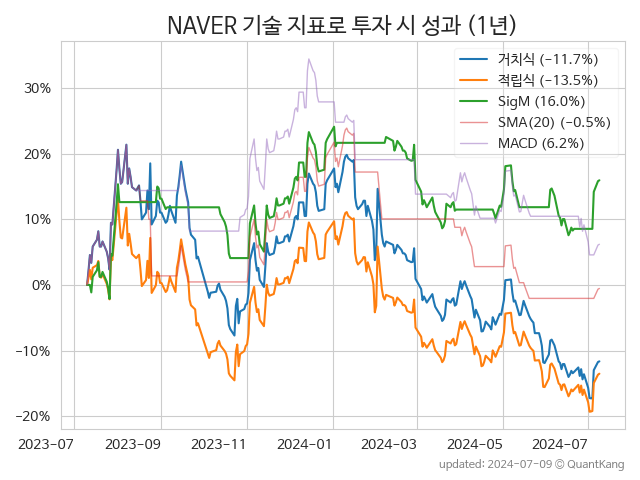 NAVER 기술 지표로 투자 시 성과 (1년)
거치식 (-11.7%)
적립식 (-13.5%)
SigM (16.0%)
SMA(20) (-0.5%)
MACD (6.2%)
30%
20%
10%
0%
-10%
-20%
2023-07
2023-09
2023-11
2024-01
2024-03
2024-05
2024-07
updated: 2024-07-09 © QuantKang